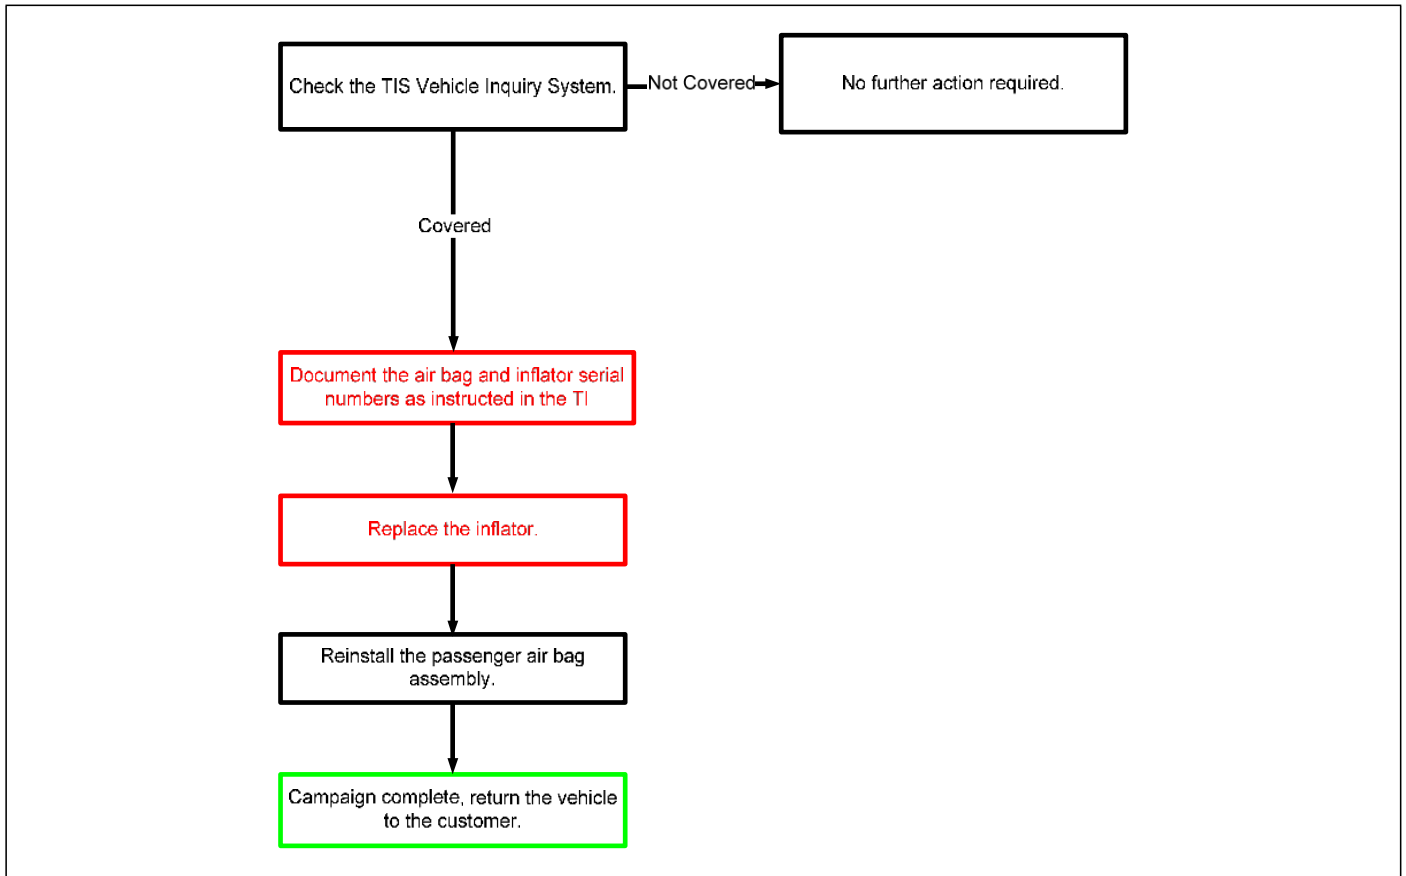 Check the TIS Vehicle Inquiry System.
Not Covered
No further action required.
Covered
Document the air bag and inflator serial
numbers as instructed in the TI
Replace the inflator.
Reinstall the passenger air bag
assembly.
Campaign complete, return the vehicle
to the customer.